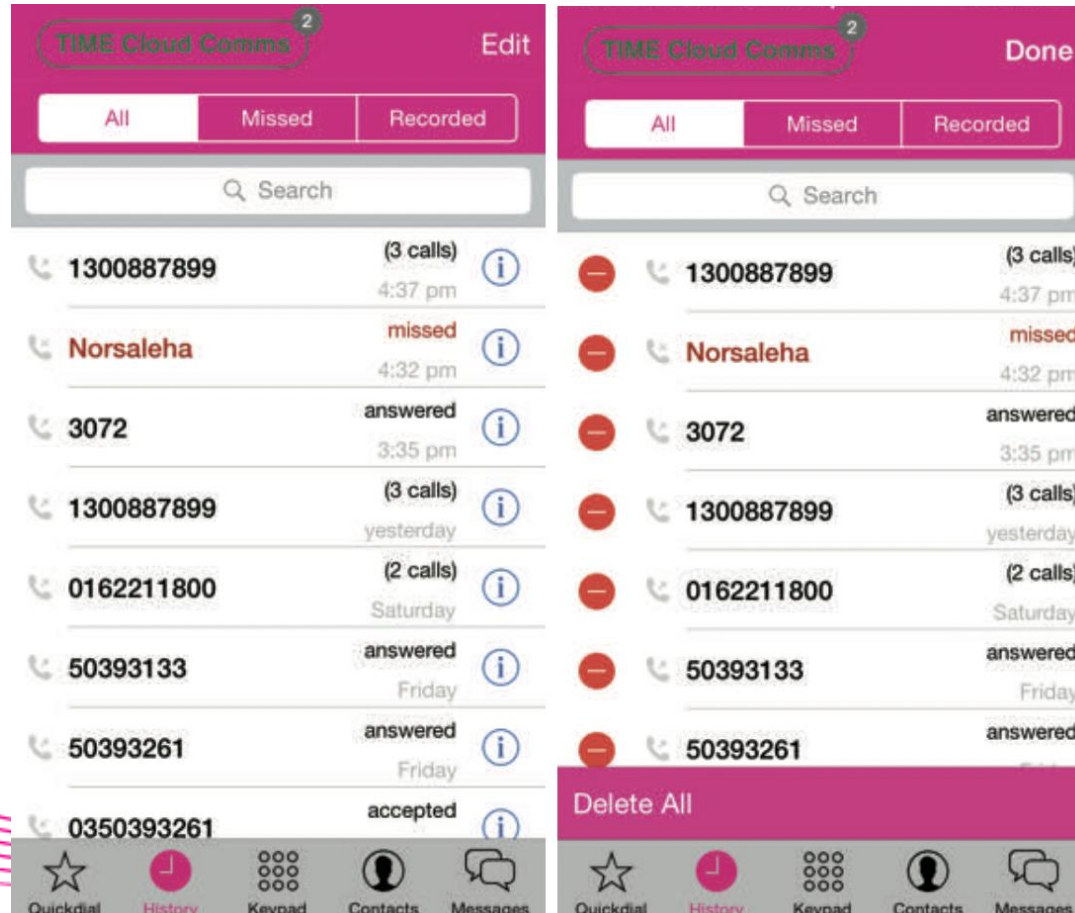 TIME Cloud Comms 2 Edit
All Missed Recorded
Search
1300887899 (3 calls)
4:37 pm
Norsaleha missed
4:32 pm
3072 answered
3:35 pm
1300887899 (3 calls)
yesterday
0162211800 (2 calls)
Saturday
50393133 answered
Friday
50393261 answered
Friday
0350393261 accepted
Quickdial History Keypad Contacts Messages
TIME Cloud Comms 2 Done
All Missed Recorded
Search
1300887899 (3 calls)
4:37 pm
Norsaleha missed
4:32 pm
3072 answered
3:35 pm
1300887899 (3 calls)
yesterday
0162211800 (2 calls)
Saturday
50393133 answered
Friday
50393261 answered
Delete All
Quickdial History Keypad Contacts Messages